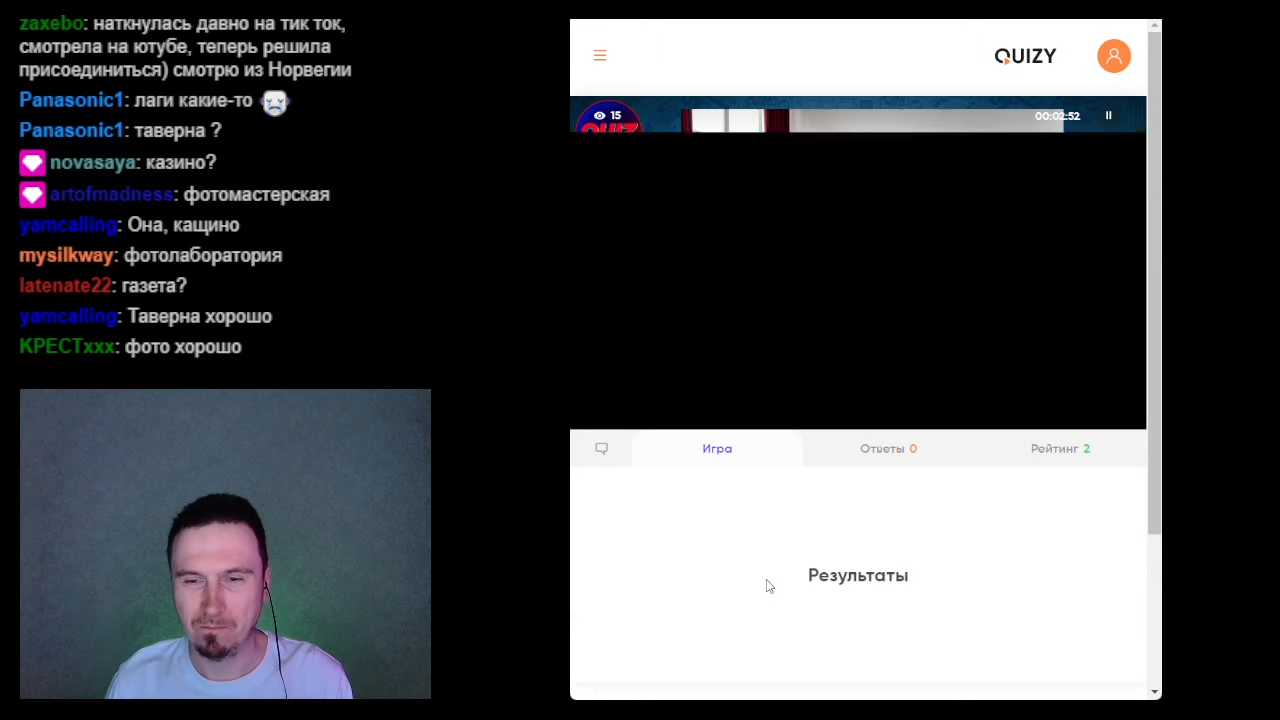 zaxebo: наткнулась давно на тик ток,
смотрела на ютубе, теперь решила
присоединиться) смотрю из Норвегии
Panasonic1: лаги какие-то
Panasonic1: таверна ?
novasaya: казино?
artofmadness: фотомастерская
yamcalling: Она, кащино
mysilkway: фотолаборатория
latenate22: газета?
yamcalling: Таверна хорошо
КРЕСТxxx: фото хорошо
QUIZY
15
QUIZ
00:02:52
Игра
Ответы 0
Рейтинг 2
Результаты